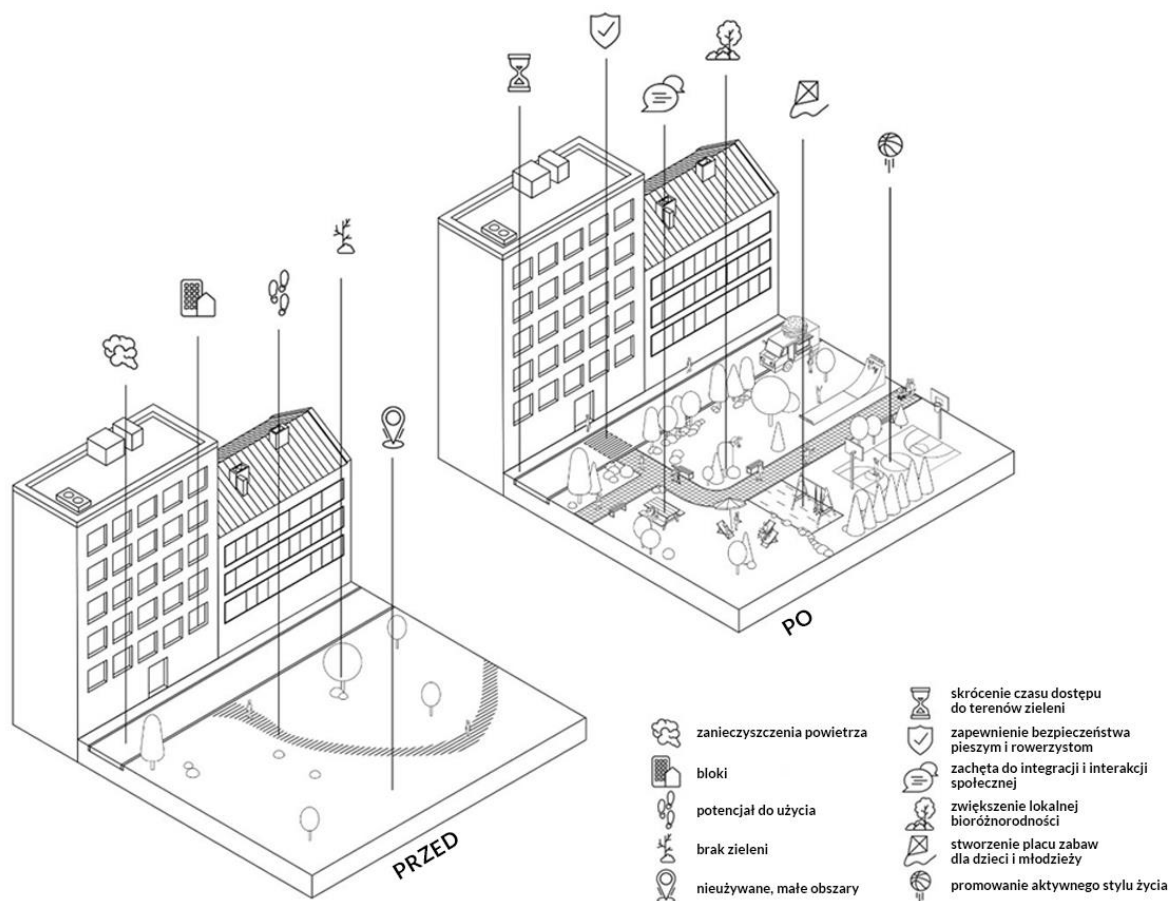 PO
PRZED
zanieczyszczenia powietrza
bloki
potencjał do użycia
brak zieleni
nieużywane, małe obszary
skrócenie czasu dostępu
do terenów zieleni
zapewnienie bezpieczeństwa
pieszym i rowerzystom
zachęta do integracji i interakcji
społecznej
zwiększenie lokalnej
bioróżnorodności
stworzenie placu zabaw
dla dzieci i młodzieży
promowanie aktywnego stylu życia